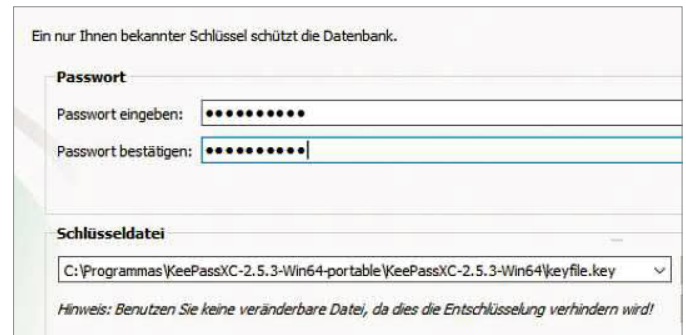 Ein nur Ihnen bekannter Schlüssel schützt die Datenbank.
Passwort
Passwort eingeben: ●●●●●●●●●●
Passwort bestätigen: ●●●●●●●●●●
Schlüsseldatei
C:\Programmas\KeePassXC-2.5.3-Win64-portable\KeePassXC-2.5.3-Win64\keyfile.key
Hinweis: Benutzen Sie keine veränderbare Datei, da dies die Entschlüsselung verhindern wird!